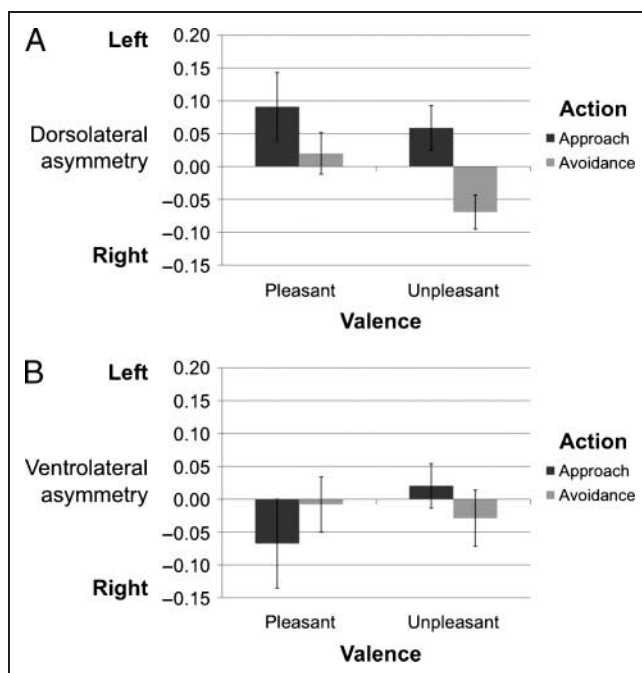 A
Left
0.20
0.15
0.10
0.05
0.00
−0.05
−0.10
−0.15
Dorsolateral
asymmetry
Right
Pleasant Unpleasant
Valence
Action
Approach
Avoidance
B
Left
0.20
0.15
0.10
0.05
0.00
−0.05
−0.10
−0.15
Ventrolateral
asymmetry
Right
Pleasant Unpleasant
Valence
Action
Approach
Avoidance